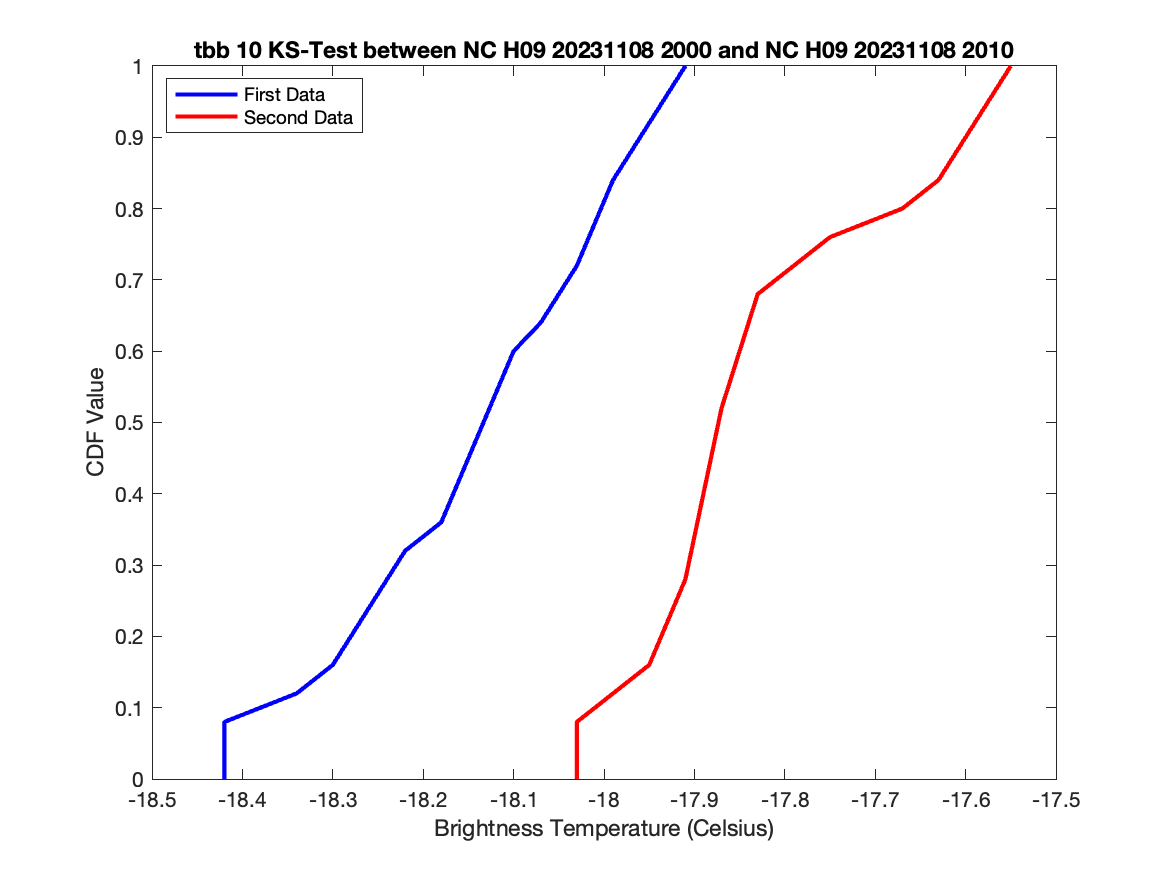 tbb 10 KS-Test between NC H09 20231108 2000 and NC H09 20231108 2010
First Data
Second Data
1
0.9
0.8
0.7
0.6
0.5
0.4
0.3
0.2
0.1
0
CDF Value
-18.5 -18.4 -18.3 -18.2 -18.1 -18 -17.9 -17.8 -17.7 -17.6 -17.5
Brightness Temperature (Celsius)